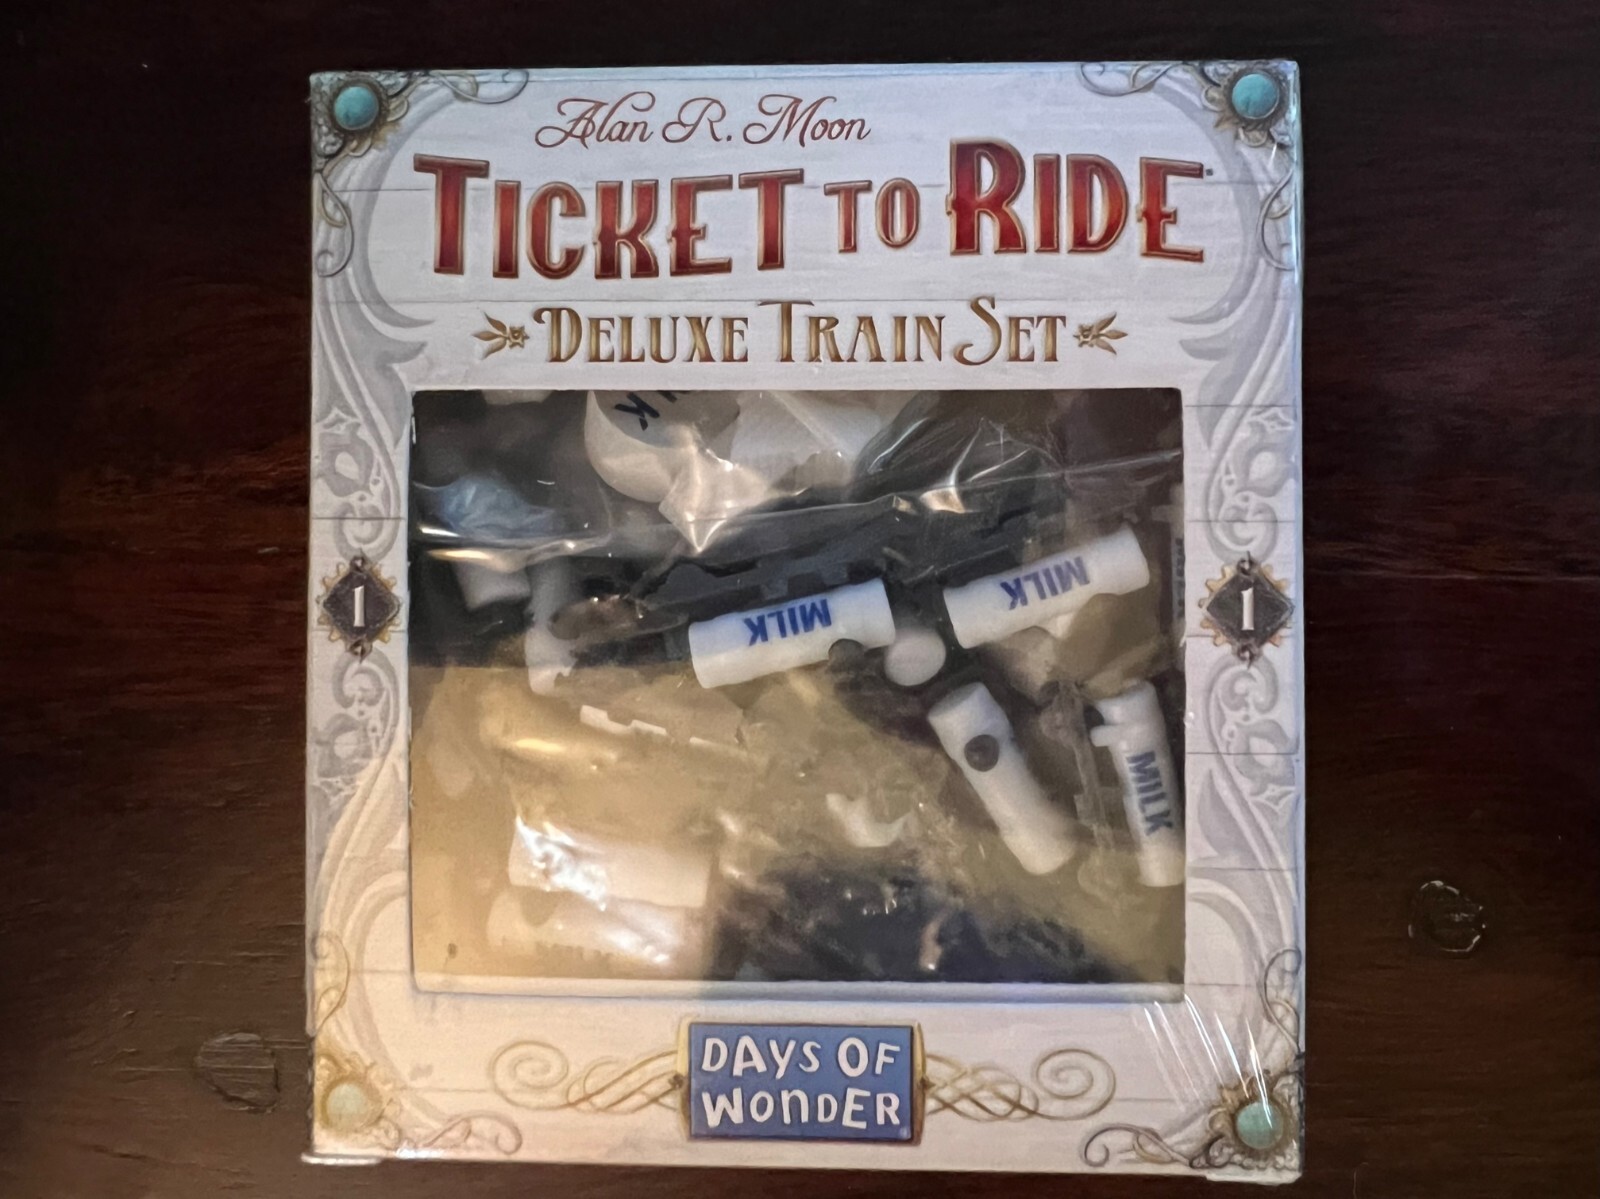 Alan R. Moon
TICKET TO RIDE
DELUXE TRAIN SET
MILK
MILK
1
1
MILK
DAYS OF
WONDER